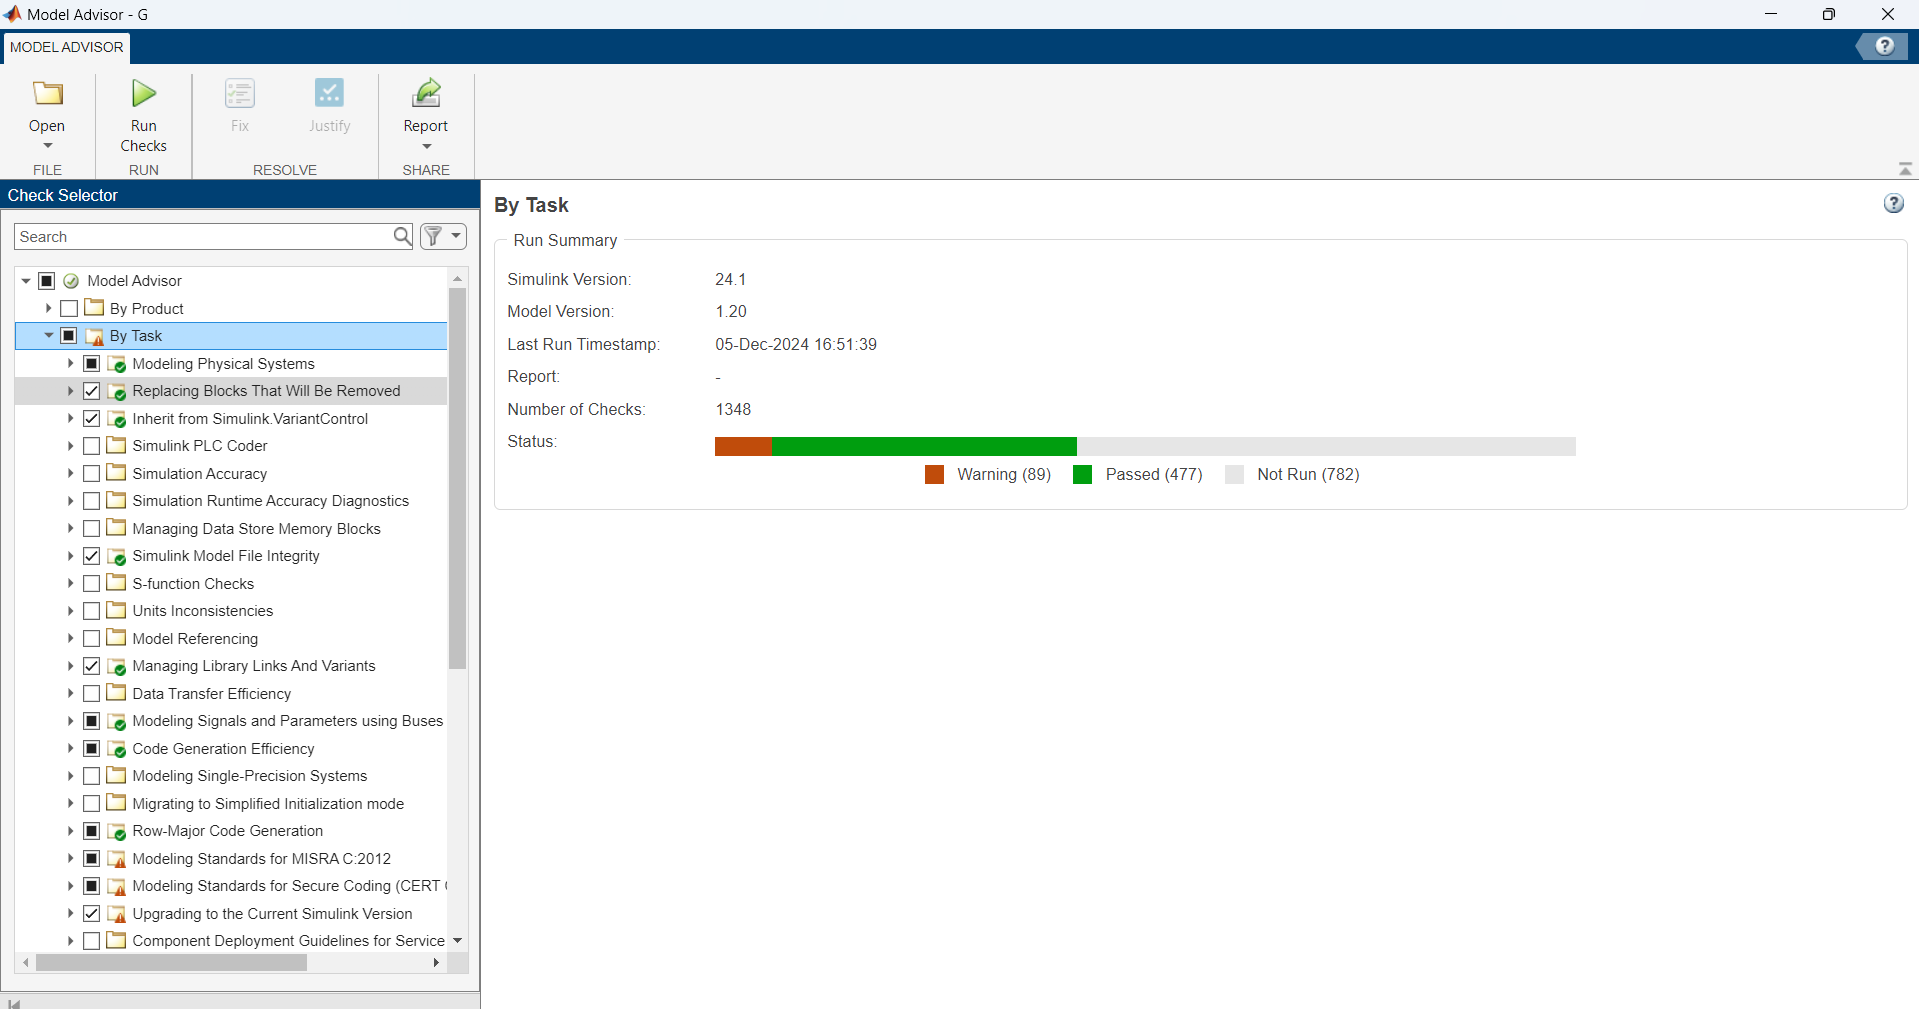 Model Advisor - G
MODEL ADVISOR
Open
Run
Checks
Fix
Justify
Report
FILE
RUN
RESOLVE
SHARE
Check Selector
Search
Model Advisor
By Product
By Task
Modeling Physical Systems
Replacing Blocks That Will Be Removed
Inherit from Simulink.VariantControl
Simulink PLC Coder
Simulation Accuracy
Simulation Runtime Accuracy Diagnostics
Managing Data Store Memory Blocks
Simulink Model File Integrity
S-function Checks
Units Inconsistencies
Model Referencing
Managing Library Links And Variants
Data Transfer Efficiency
Modeling Signals and Parameters using Buses
Code Generation Efficiency
Modeling Single-Precision Systems
Migrating to Simplified Initialization mode
Row-Major Code Generation
Modeling Standards for MISRA C:2012
Modeling Standards for Secure Coding (CERT
Upgrading to the Current Simulink Version
Component Deployment Guidelines for Service
By Task
Run Summary
Simulink Version: 24.1
Model Version: 1.20
Last Run Timestamp: 05-Dec-2024 16:51:39
Report: -
Number of Checks: 1348
Status:
Warning (89) Passed (477) Not Run (782)